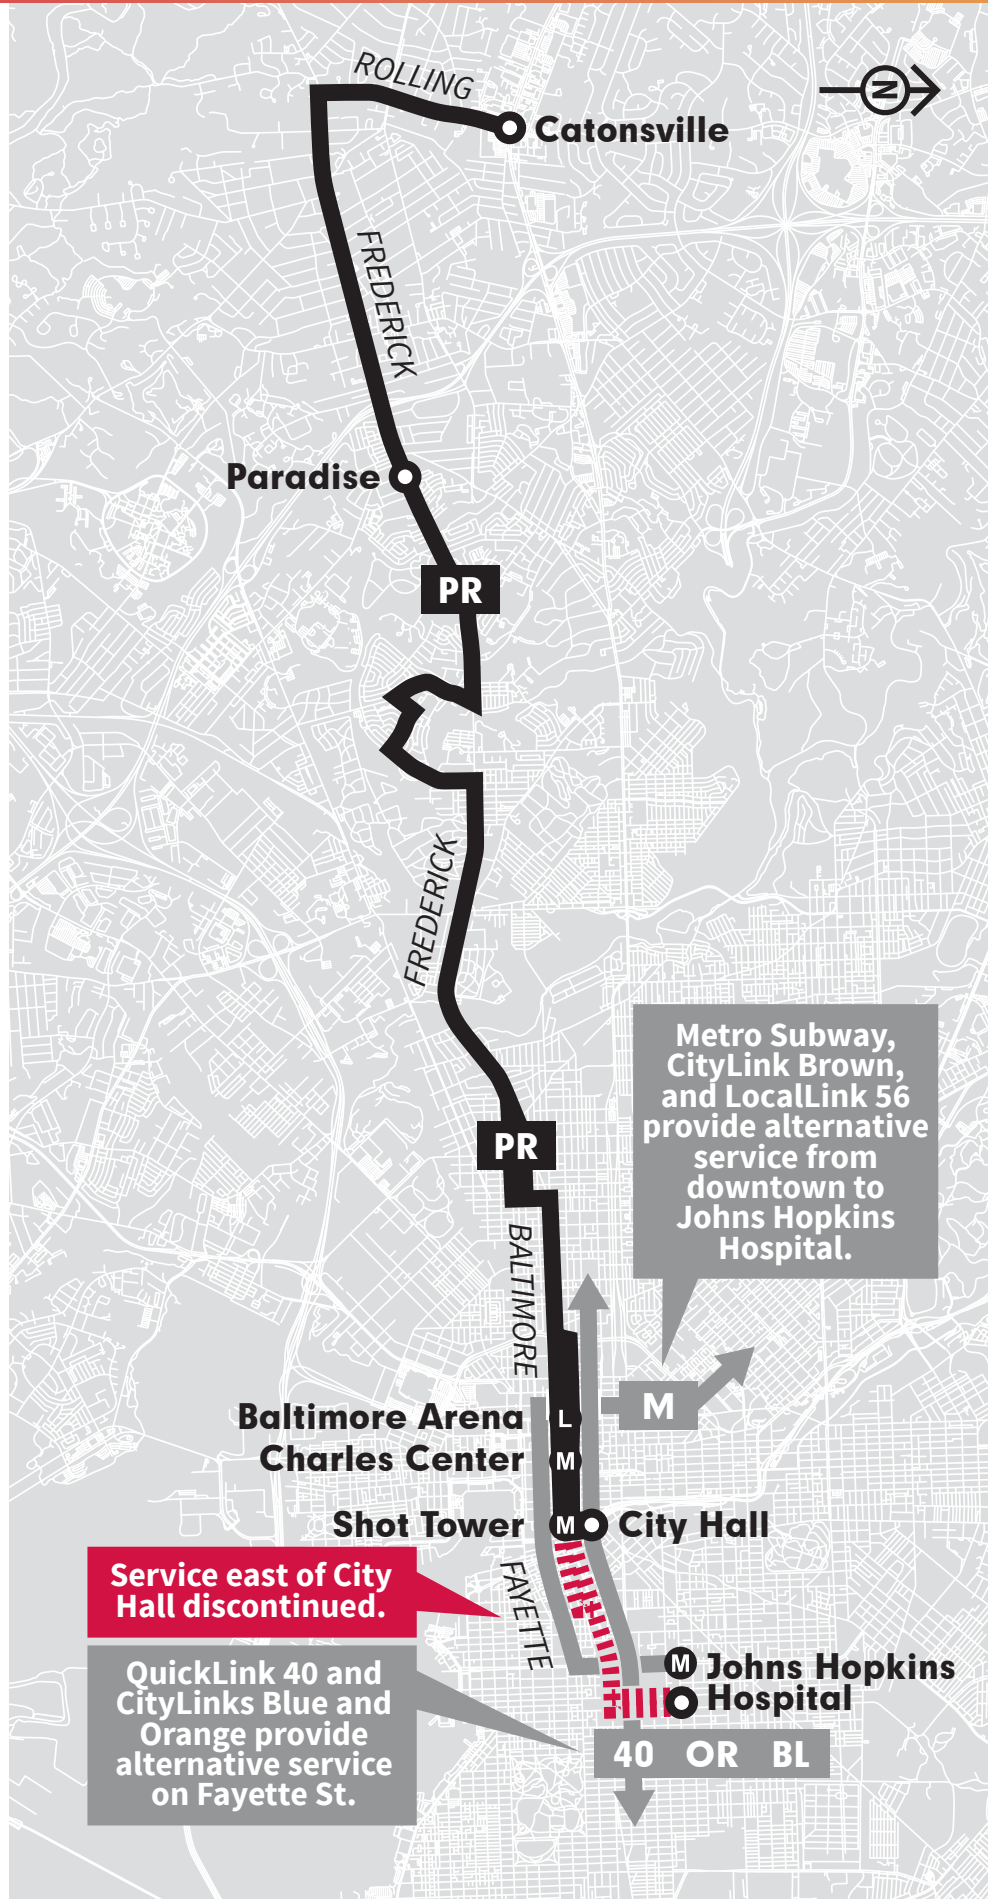 ROLLING
N
Catonsville
FREDERICK
Paradise
PR
FREDERICK
Metro Subway,
CityLink Brown,
and LocalLink 56
provide alternative
service from
downtown to
Johns Hopkins
Hospital.
PR
BALTIMORE
M
Baltimore Arena
L
Charles Center
M
Shot Tower
M
City Hall
Service east of City
Hall discontinued.
FAYETTE
QuickLink 40 and
CityLinks Blue and
Orange provide
alternative service
on Fayette St.
M
Johns Hopkins
Hospital
40 OR BL